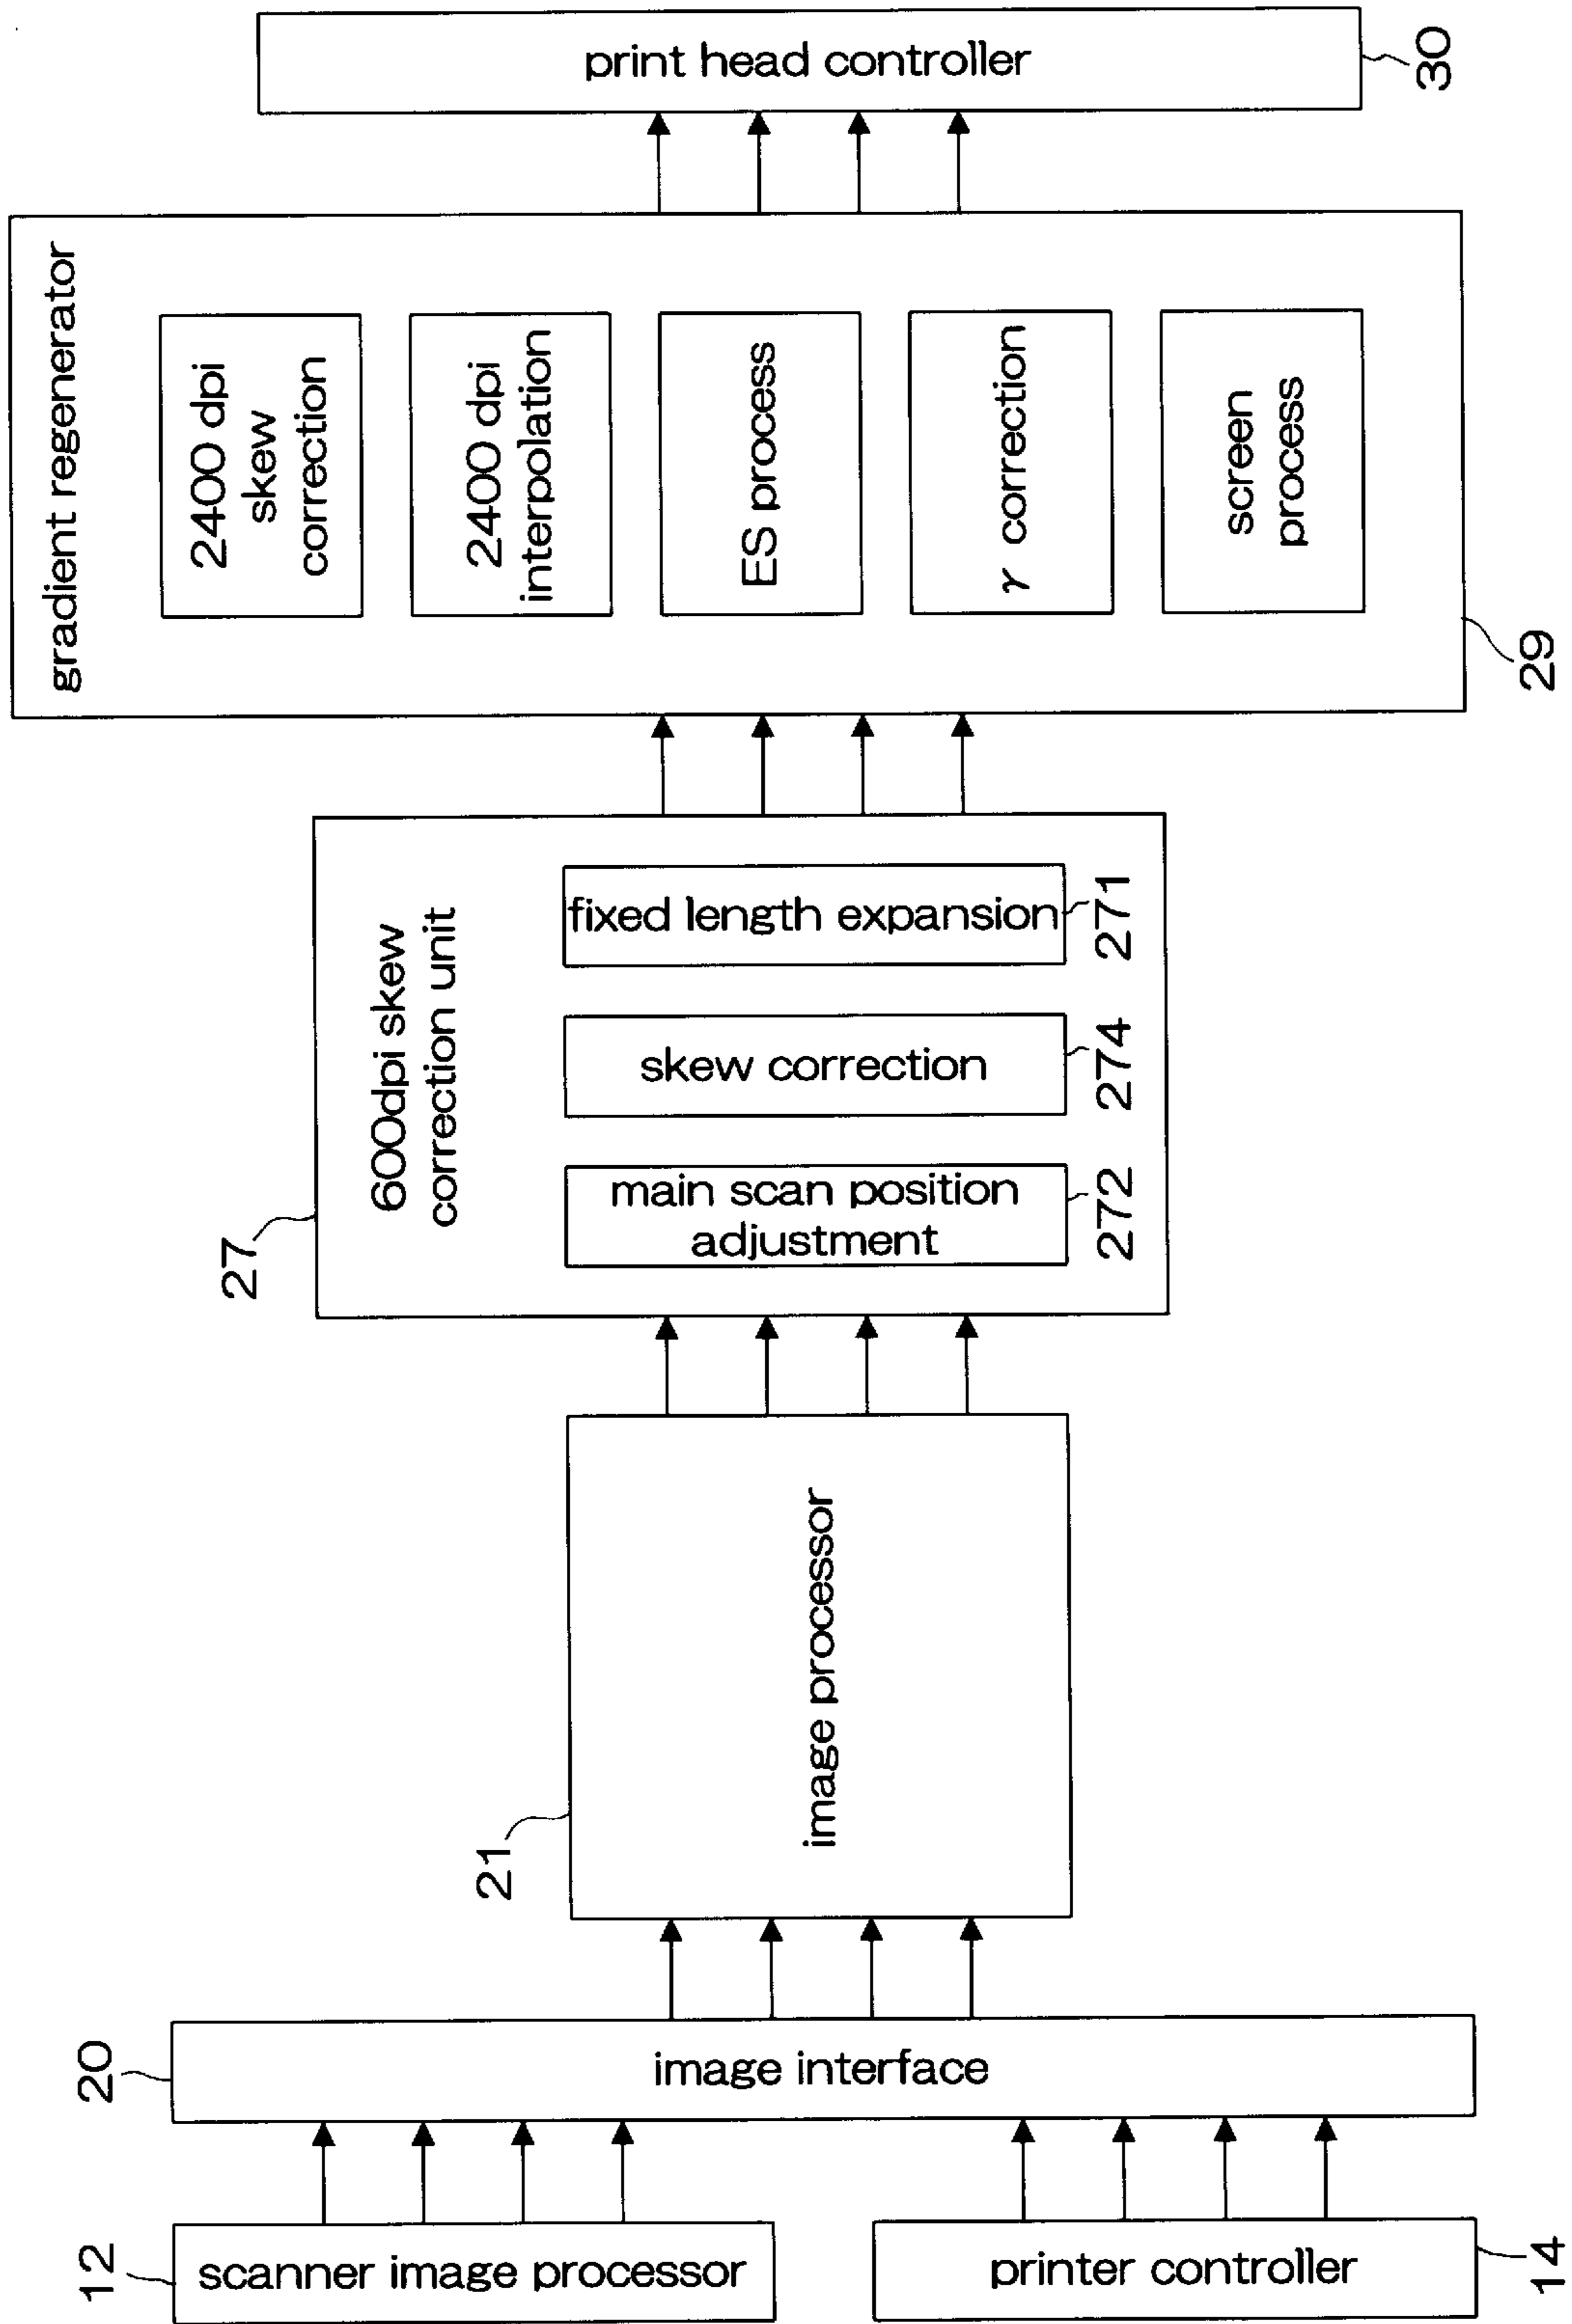 12
scanner image processor
printer controller
14
20
image interface
21
image processor
27
600dpi skew
correction unit
main scan position
adjustment
272
skew correction
274
fixed length expansion
271
gradient regenerator
2400 dpi
skew
correction
2400 dpi
interpolation
ES process
γ correction
screen
process
29
print head controller
30